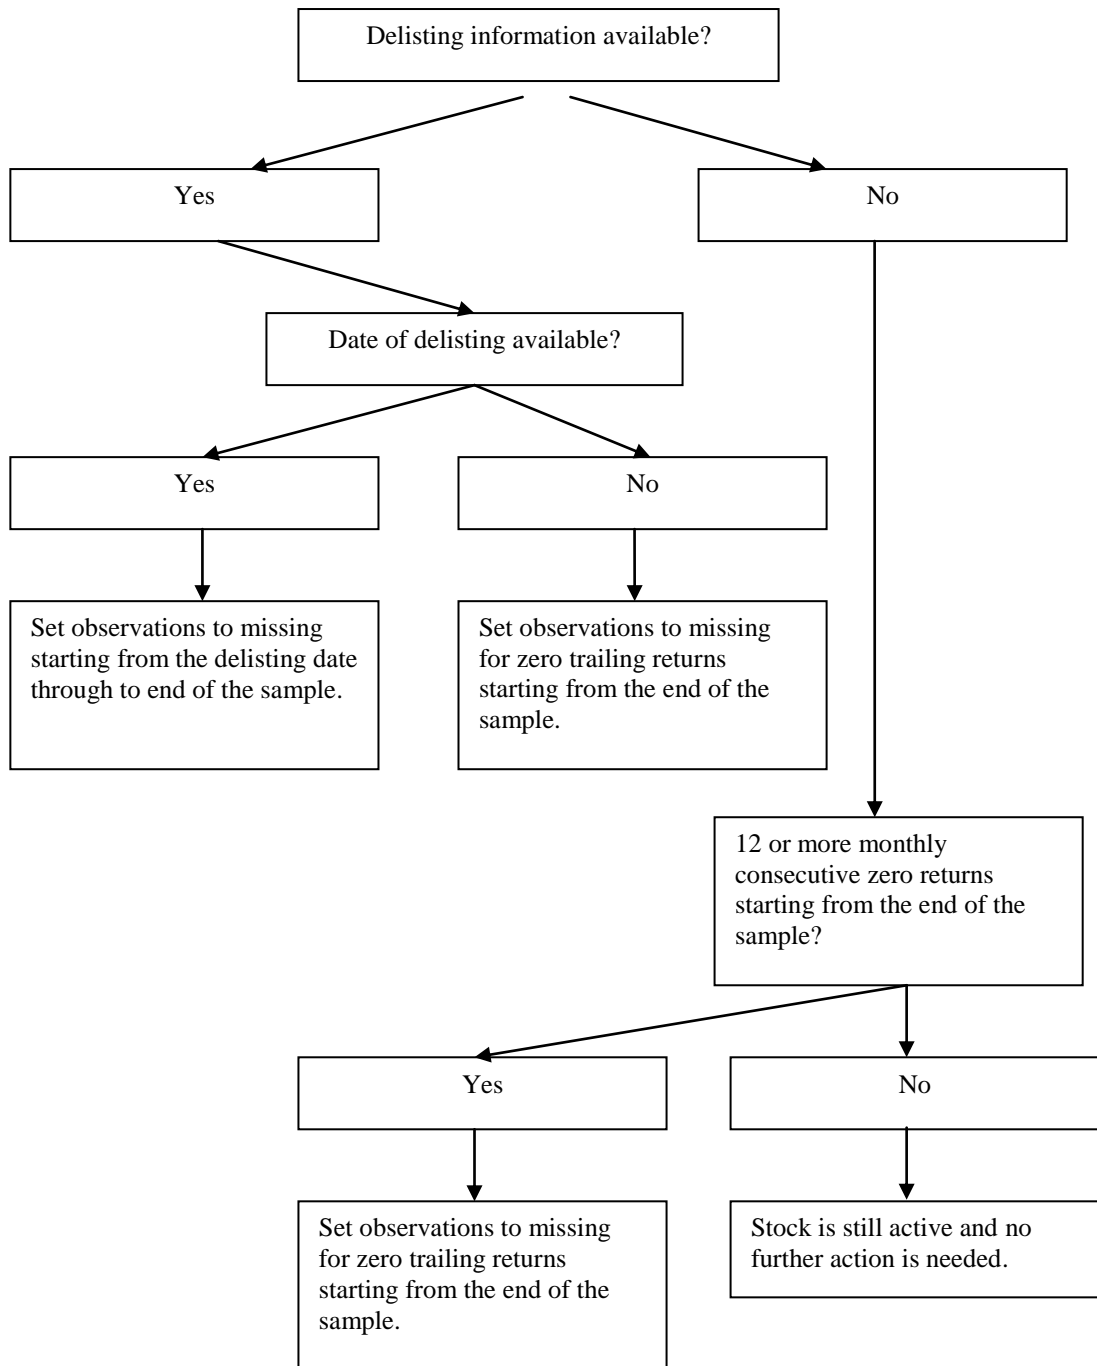 Delisting information available?
Yes
No
Date of delisting available?
Yes
No
Set observations to missing
starting from the delisting date
through to end of the sample.
Set observations to missing
for zero trailing returns
starting from the end of the
sample.
12 or more monthly
consecutive zero returns
starting from the end of the
sample?
Yes
No
Set observations to missing
for zero trailing returns
starting from the end of the
sample.
Stock is still active and no
further action is needed.